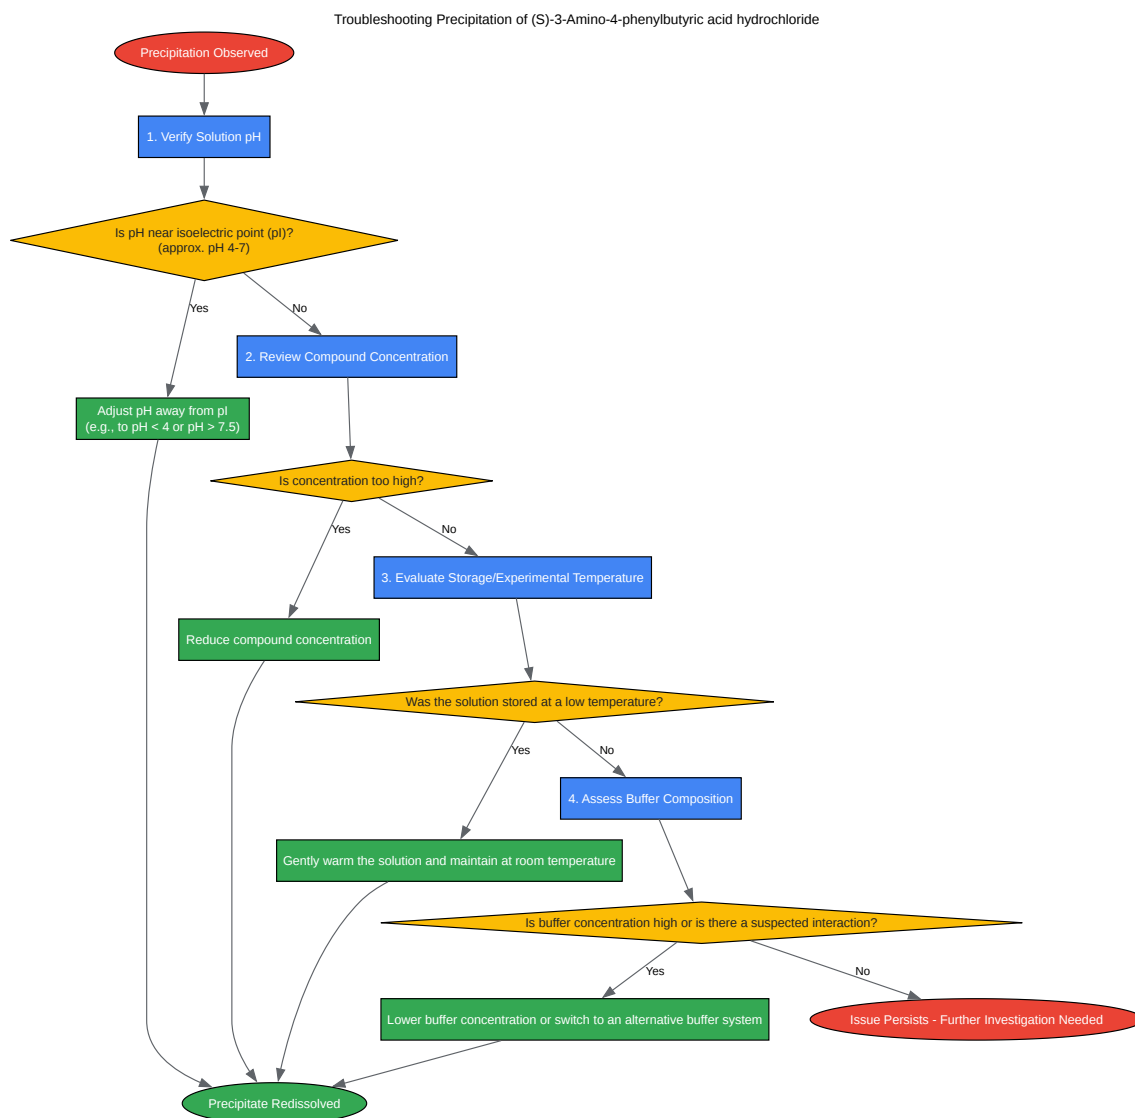 Troubleshooting Precipitation of (S)-3-Amino-4-phenylbutyric acid hydrochloride
Precipitation Observed
1. Verify Solution pH
Is pH near isoelectric point (pI)?
(approx. pH 4-7)
Yes
No
2. Review Compound Concentration
Adjust pH away from pI
(e.g., to pH < 4 or pH > 7.5)
Is concentration too high?
Yes
No
3. Evaluate Storage/Experimental Temperature
Reduce compound concentration
Was the solution stored at a low temperature?
Yes
No
4. Assess Buffer Composition
Gently warm the solution and maintain at room temperature
Is buffer concentration high or is there a suspected interaction?
Yes
No
Lower buffer concentration or switch to an alternative buffer system
Issue Persists - Further Investigation Needed
Precipitate Redissolved